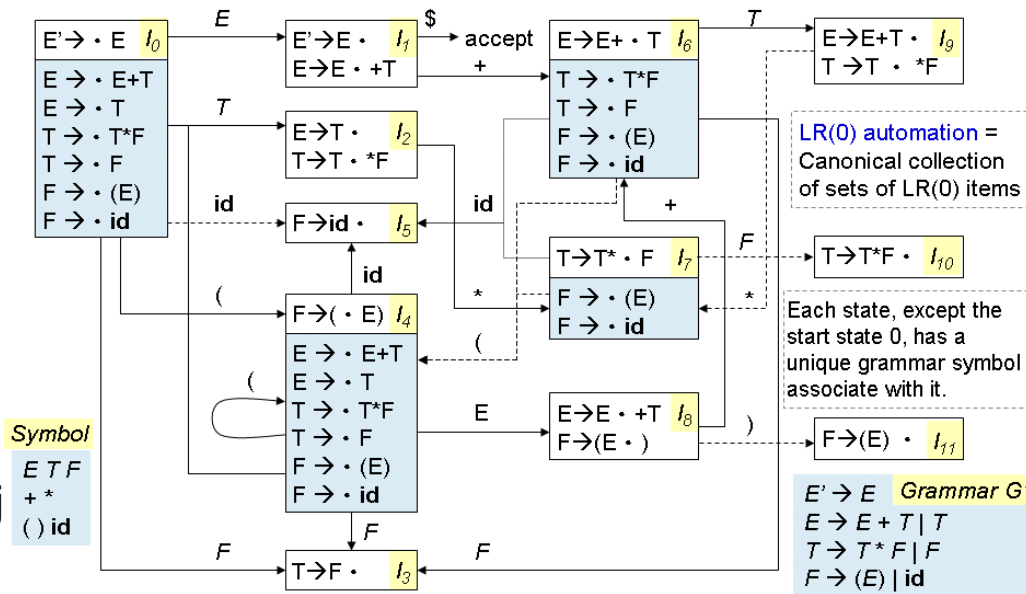 E'→ · E I₀
E → · E+T
E → · T
T → · T*F
T → · F
F → · (E)
F → · id
E
E'→E · I₁
E→E · +T
$
accept
+
T
E→T · I₂
T→T · *F
id
F→id · I₅
id
(
F→( · E) I₄
E → · E+T
E → · T
T → · T*F
T → · F
F → · (E)
F → · id
(
F
F
T→F · I₃
E→E+ · T I₆
T → · T*F
T → · F
F → · (E)
F → · id
id
+
T→T* · F I₇
F → · (E)
F → · id
*
(
E
E→E · +T I₈
F→(E · )
F
T
E→E+T · I₉
T→T · *F
LR(0) automation =
Canonical collection
of sets of LR(0) items
F
T→T*F · I₁₀
*
Each state, except the
start state 0, has a
unique grammar symbol
associate with it.
)
F→(E) · I₁₁
Symbol
E T F
+ *
( ) id
Grammar G'
E' → E
E → E + T | T
T → T * F | F
F → (E) | id